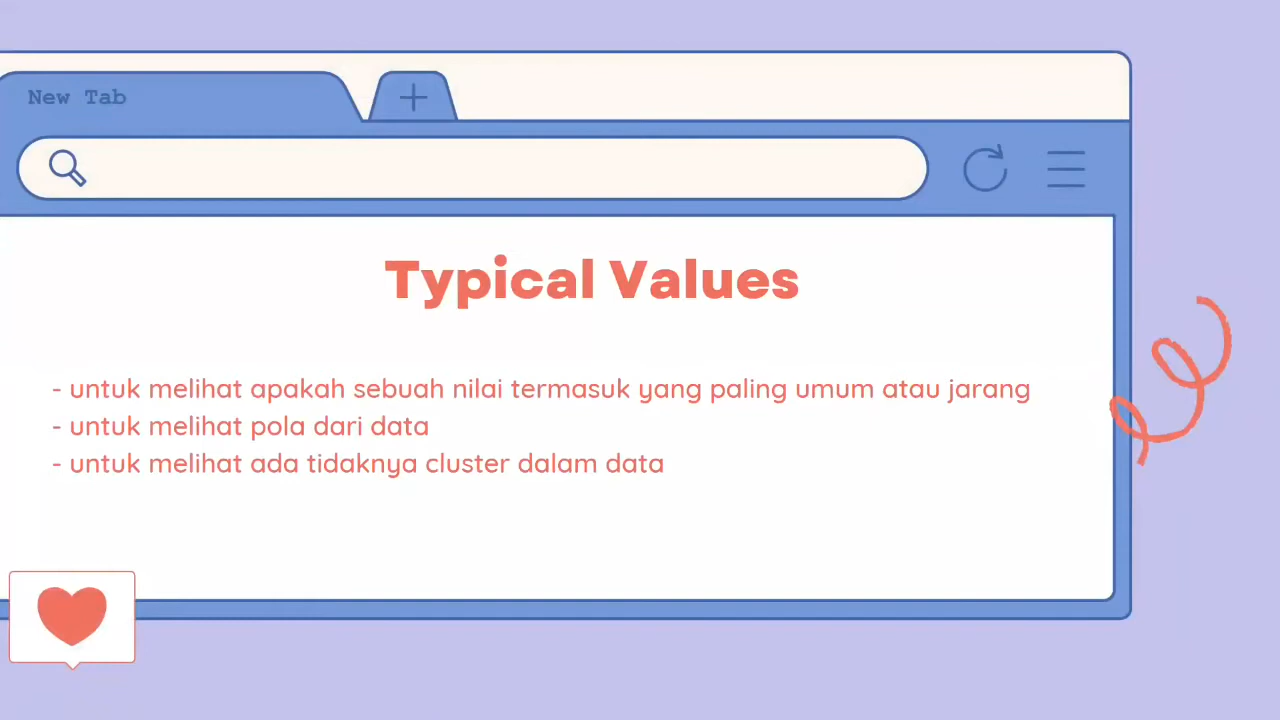 New Tab
Typical Values
- untuk melihat apakah sebuah nilai termasuk yang paling umum atau jarang
- untuk melihat pola dari data
- untuk melihat ada tidaknya cluster dalam data